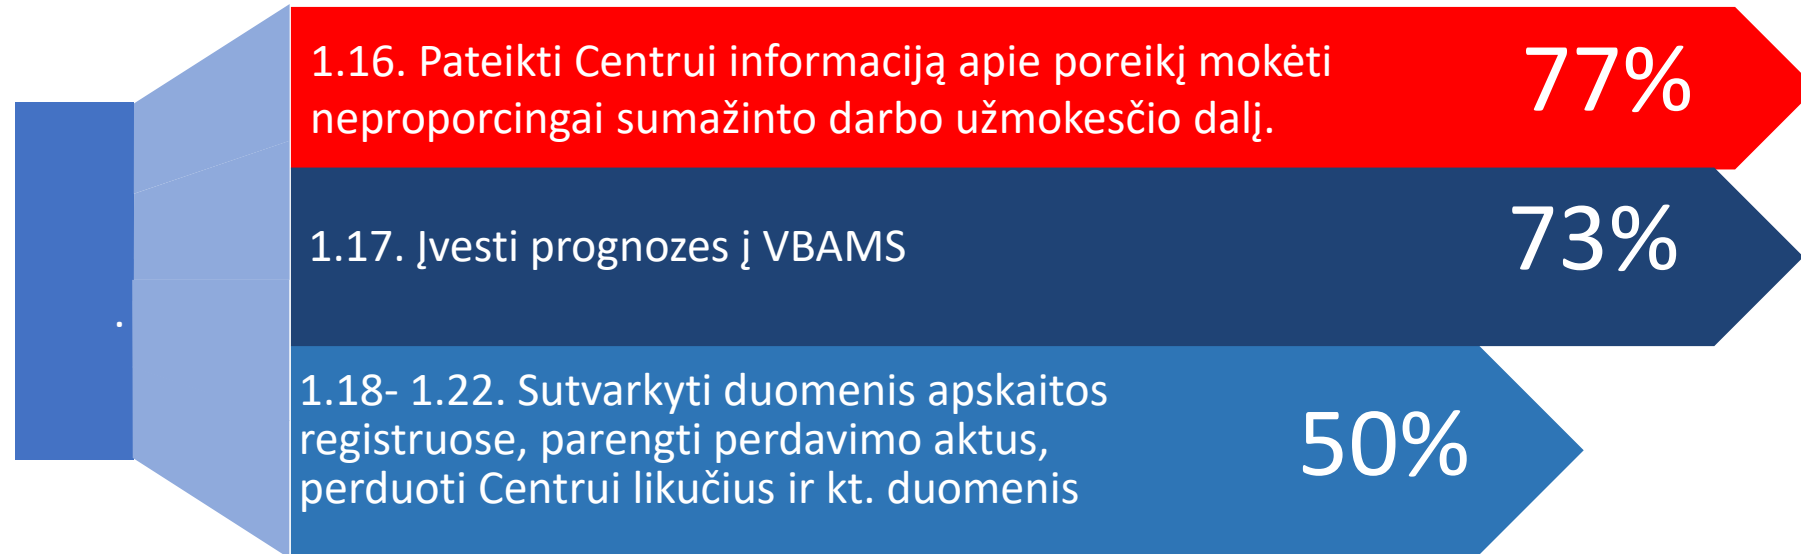 1.16. Pateikti Centrui informaciją apie poreikį mokėti
neproporcingai sumažinto darbo užmokesčio dalį.
77%
1.17. Įvesti prognozes į VBAMS
73%
.
1.18- 1.22. Sutvarkyti duomenis apskaitos
registruose, parengti perdavimo aktus,
perduoti Centrui likučius ir kt. duomenis
50%